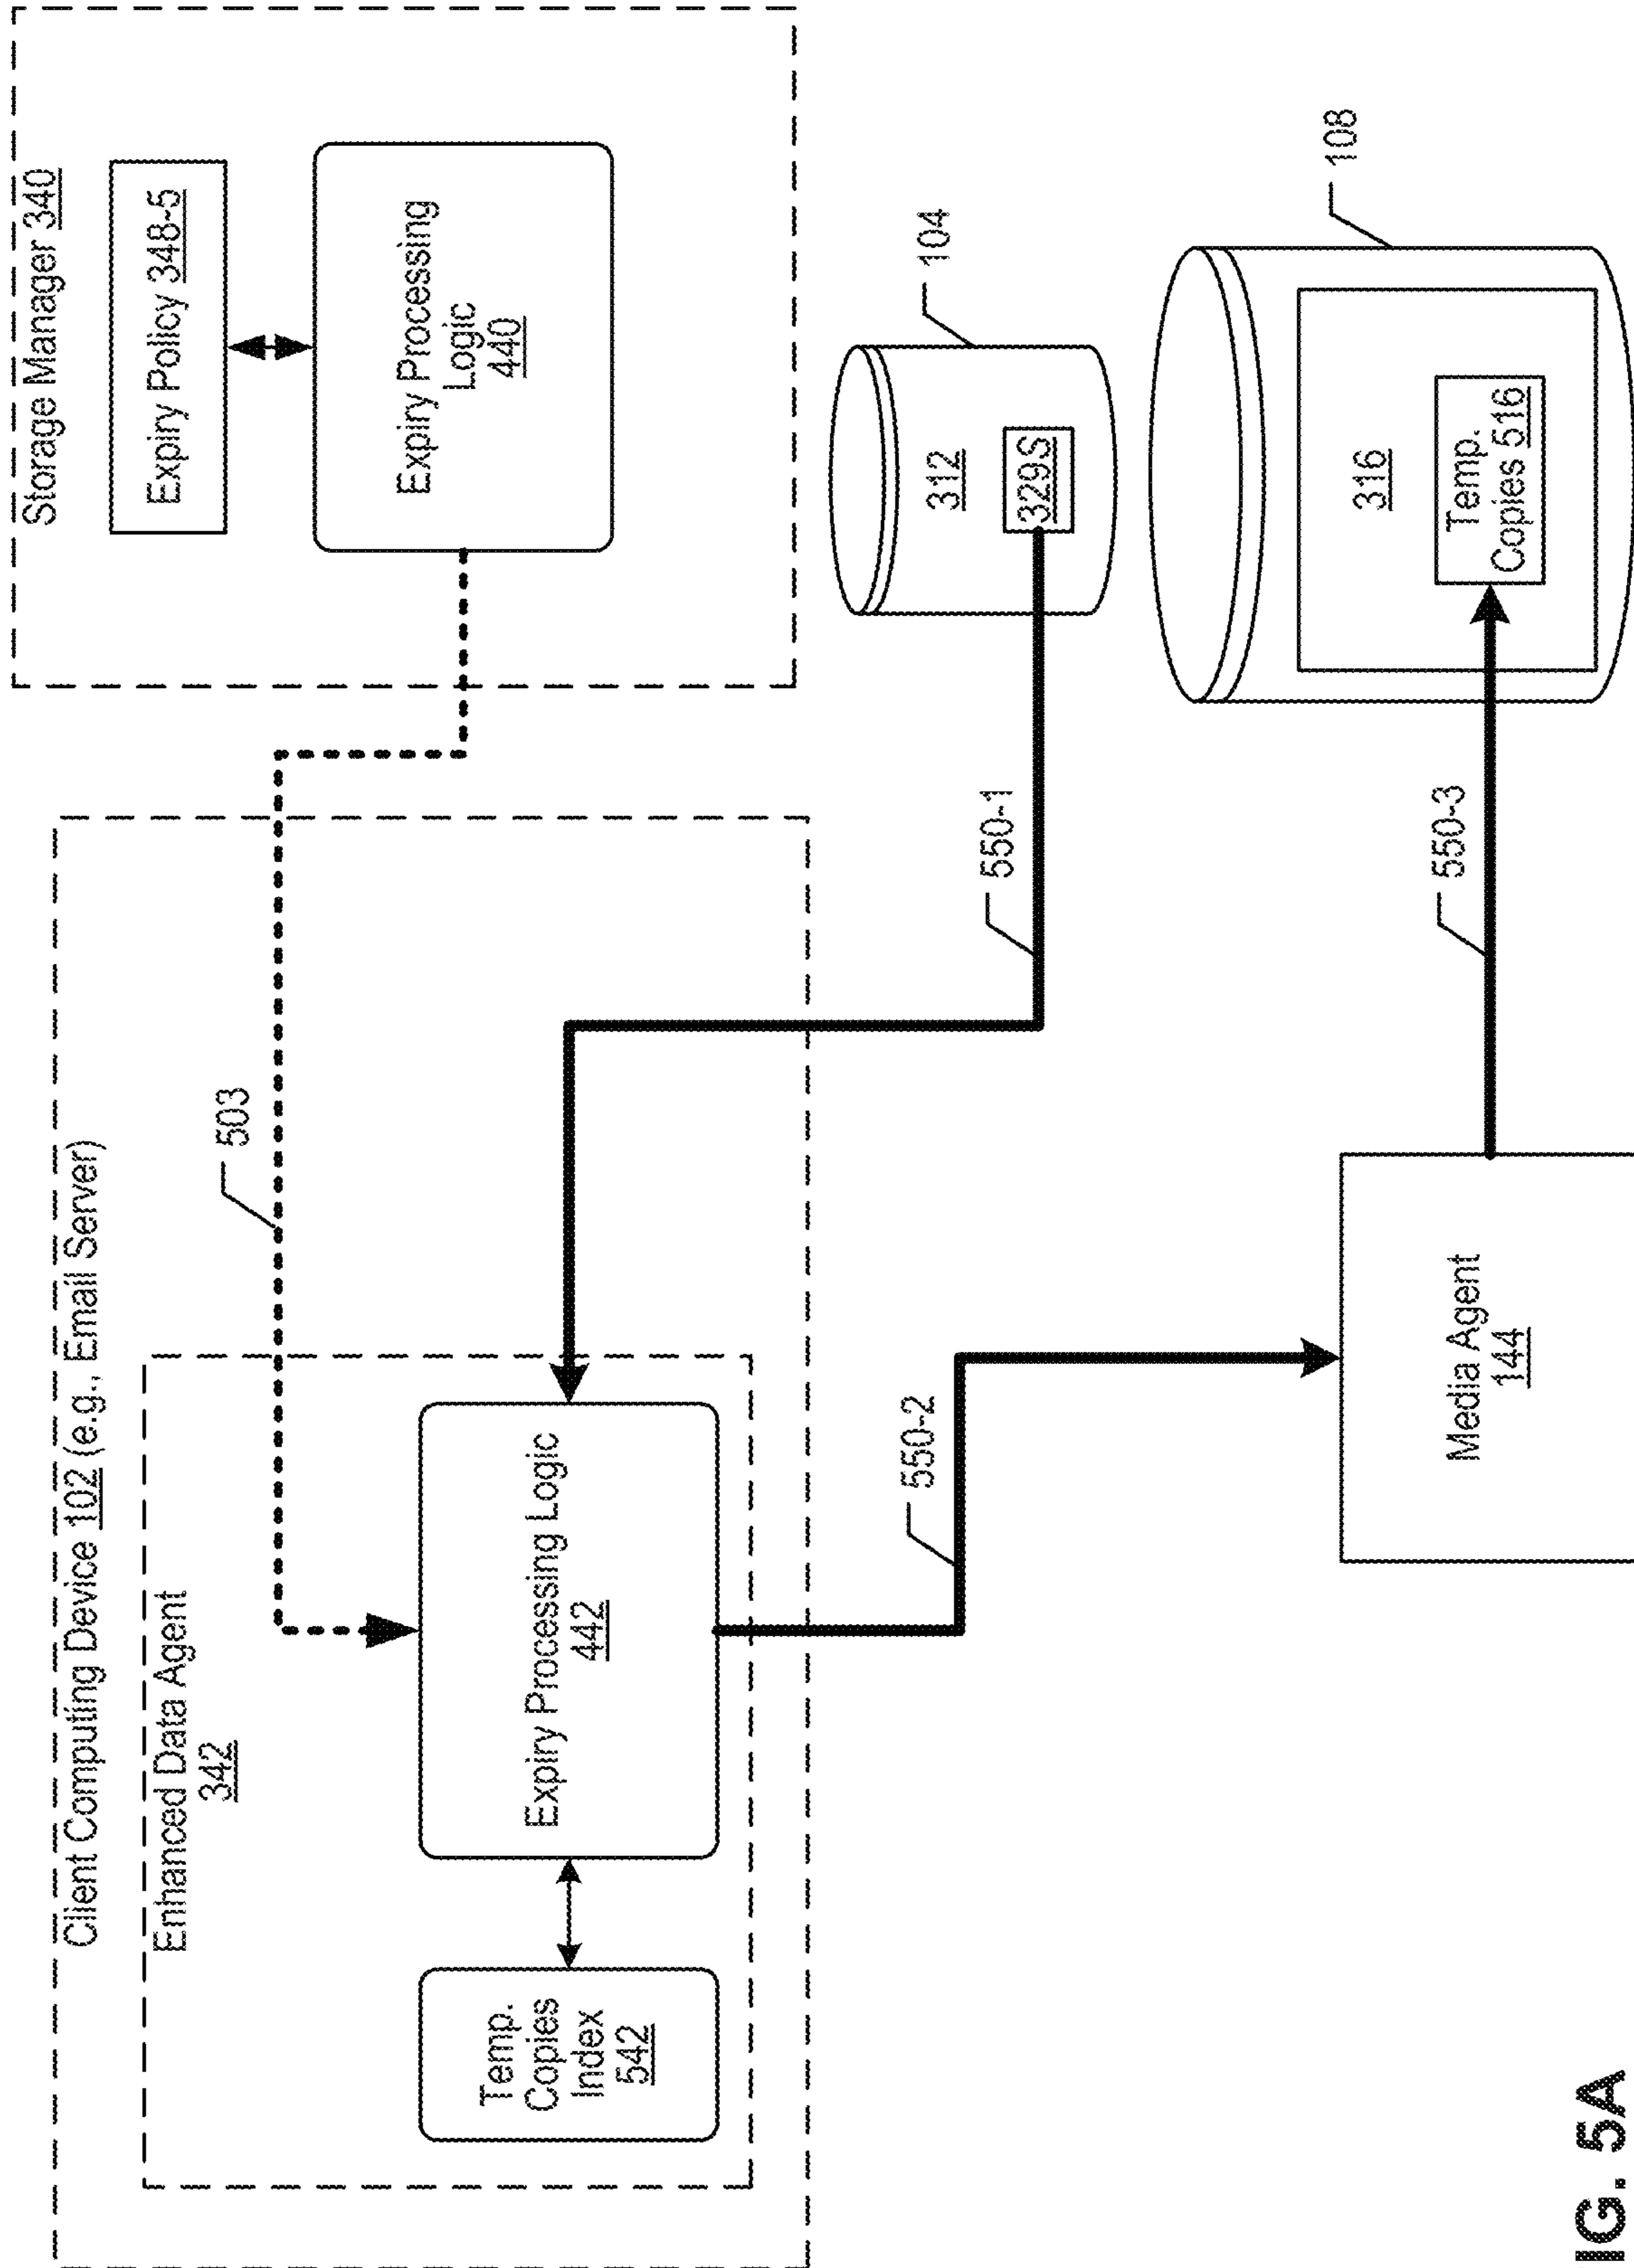 Client Computing Device 102 (e.g., Email Server)
Enhanced Data Agent
342
Temp.
Copies
Index
542
Expiry Processing Logic
442
503
Storage Manager 340
Expiry Policy 348-5
Expiry Processing
Logic
440
550-1
104
312
329S
550-2
Media Agent
144
550-3
108
316
Temp.
Copies 516
IG. 5A